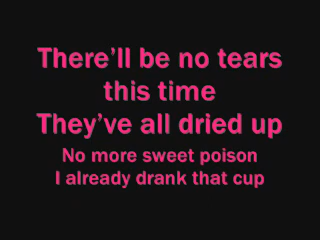 There’ll be no tears
this time
They’ve all dried up
No more sweet poison
I already drank that cup